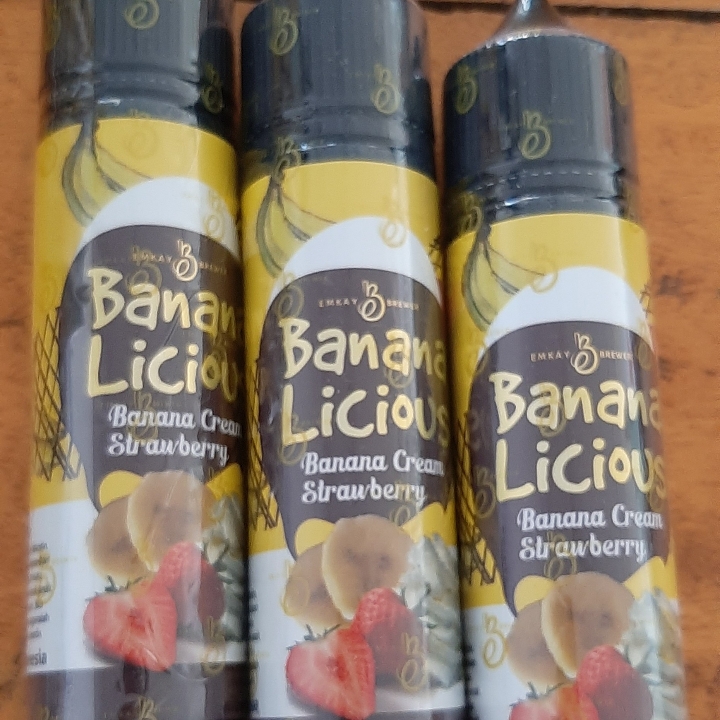 EMKAY BREWER
Banana
Licious
Banana Cream
Strawberry
EMKAY BREWER
Banana
Licious
Banana Cream
Strawberry
EMKAY BREWER
Banana
Licious
Banana Cream
Strawberry
nesia